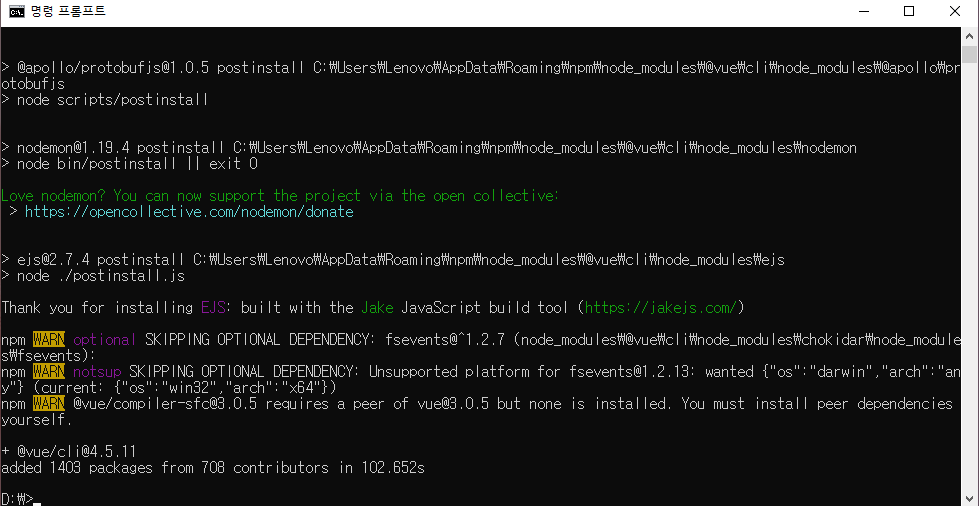 명령 프롬프트
> @apollo/protobufjs@1.0.5 postinstall C:₩Users₩Lenovo₩AppData₩Roaming₩npm₩node_modules₩@vue₩cli₩node_modules₩@apollo₩pr
otobufjs
> node scripts/postinstall
> nodemon@1.19.4 postinstall C:₩Users₩Lenovo₩AppData₩Roaming₩npm₩node_modules₩@vue₩cli₩node_modules₩nodemon
> node bin/postinstall || exit 0
Love nodemon? You can now support the project via the open collective:
> https://opencollective.com/nodemon/donate
> ejs@2.7.4 postinstall C:₩Users₩Lenovo₩AppData₩Roaming₩npm₩node_modules₩@vue₩cli₩node_modules₩ejs
> node ./postinstall.js
Thank you for installing EJS: built with the Jake JavaScript build tool (https://jakejs.com/)
npm WARN optional SKIPPING OPTIONAL DEPENDENCY: fsevents@^1.2.7 (node_modules₩@vue₩cli₩node_modules₩chokidar₩node_module
s₩fsevents):
npm WARN notsup SKIPPING OPTIONAL DEPENDENCY: Unsupported platform for fsevents@1.2.13: wanted {"os":"darwin","arch":"an
y"} (current: {"os":"win32","arch":"x64"})
npm WARN @vue/compiler-sfc@3.0.5 requires a peer of vue@3.0.5 but none is installed. You must install peer dependencies
yourself.
+ @vue/cli@4.5.11
added 1403 packages from 708 contributors in 102.652s
D:₩>